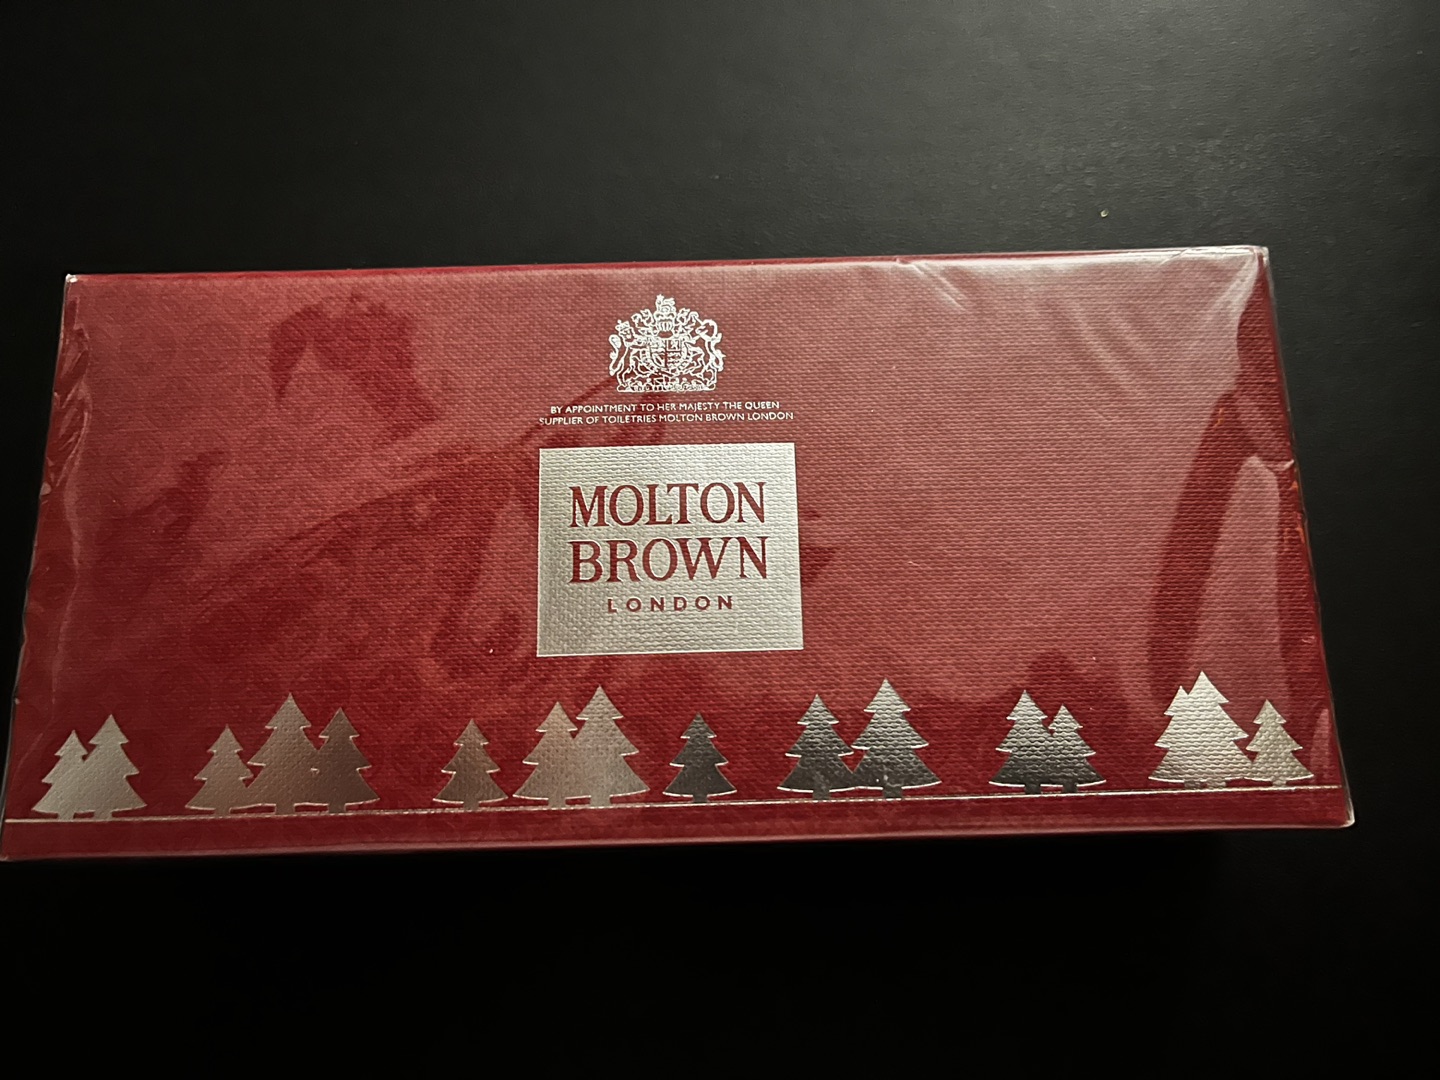 BY APPOINTMENT TO HER MAJESTY THE QUEEN
SUPPLIER OF TOILETRIES MOLTON BROWN LONDON
MOLTON
BROWN
LONDON